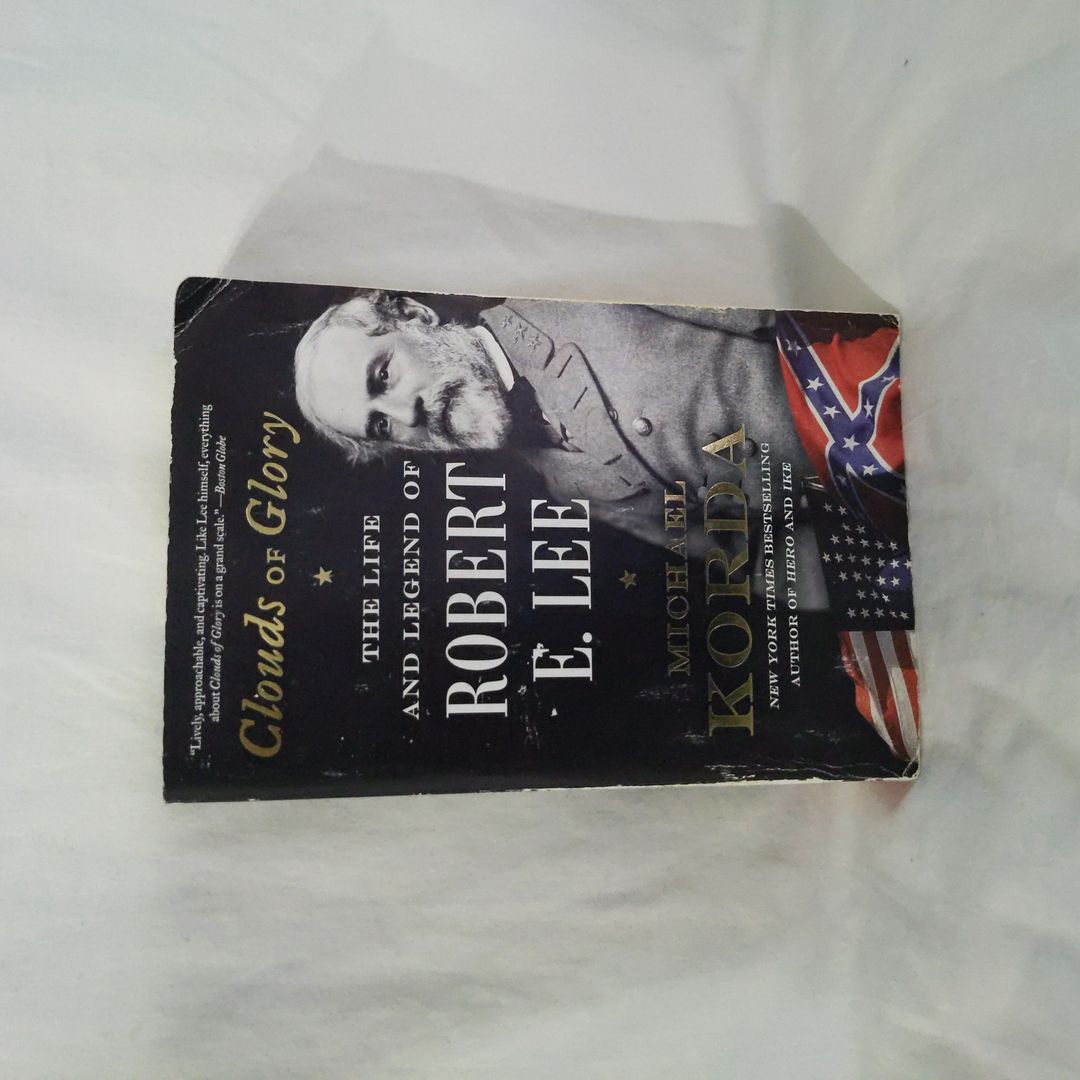 "Lively, approachable, and captivating. Like Lee himself, everything
about Clouds of Glory is on a grand scale."—Boston Globe
Clouds OF Glory
THE LIFE
AND LEGEND OF
ROBERT
E. LEE
MICHAEL
KORDA
NEW YORK TIMES BESTSELLING
AUTHOR OF HERO AND IKE